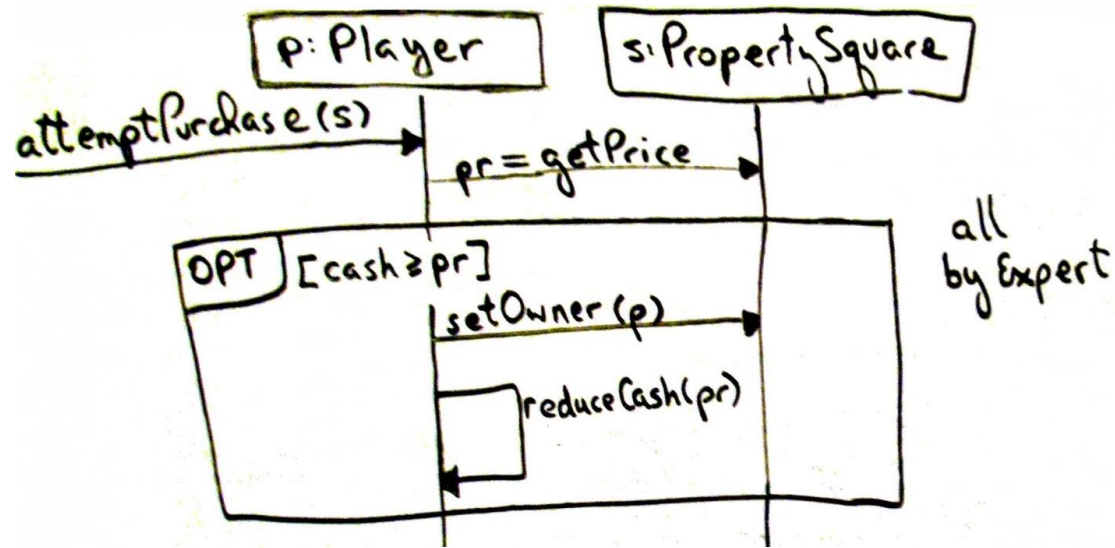 p: Player
s: PropertySquare
attemptPurchase(s)
pr = getPrice
OPT [cash ≥ pr]
all
by Expert
setOwner (p)
reduceCash(pr)